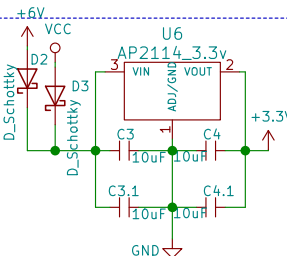 +6V
VCC
U6
AP2114_3.3v
D2
3
VIN
VOUT
2
D3
ADJ/GND
D_Schottky
D_Schottky
1
+3.3V
C3
C4
10uF
10uF
C3.1
C4.1
10uF
10uF
GND